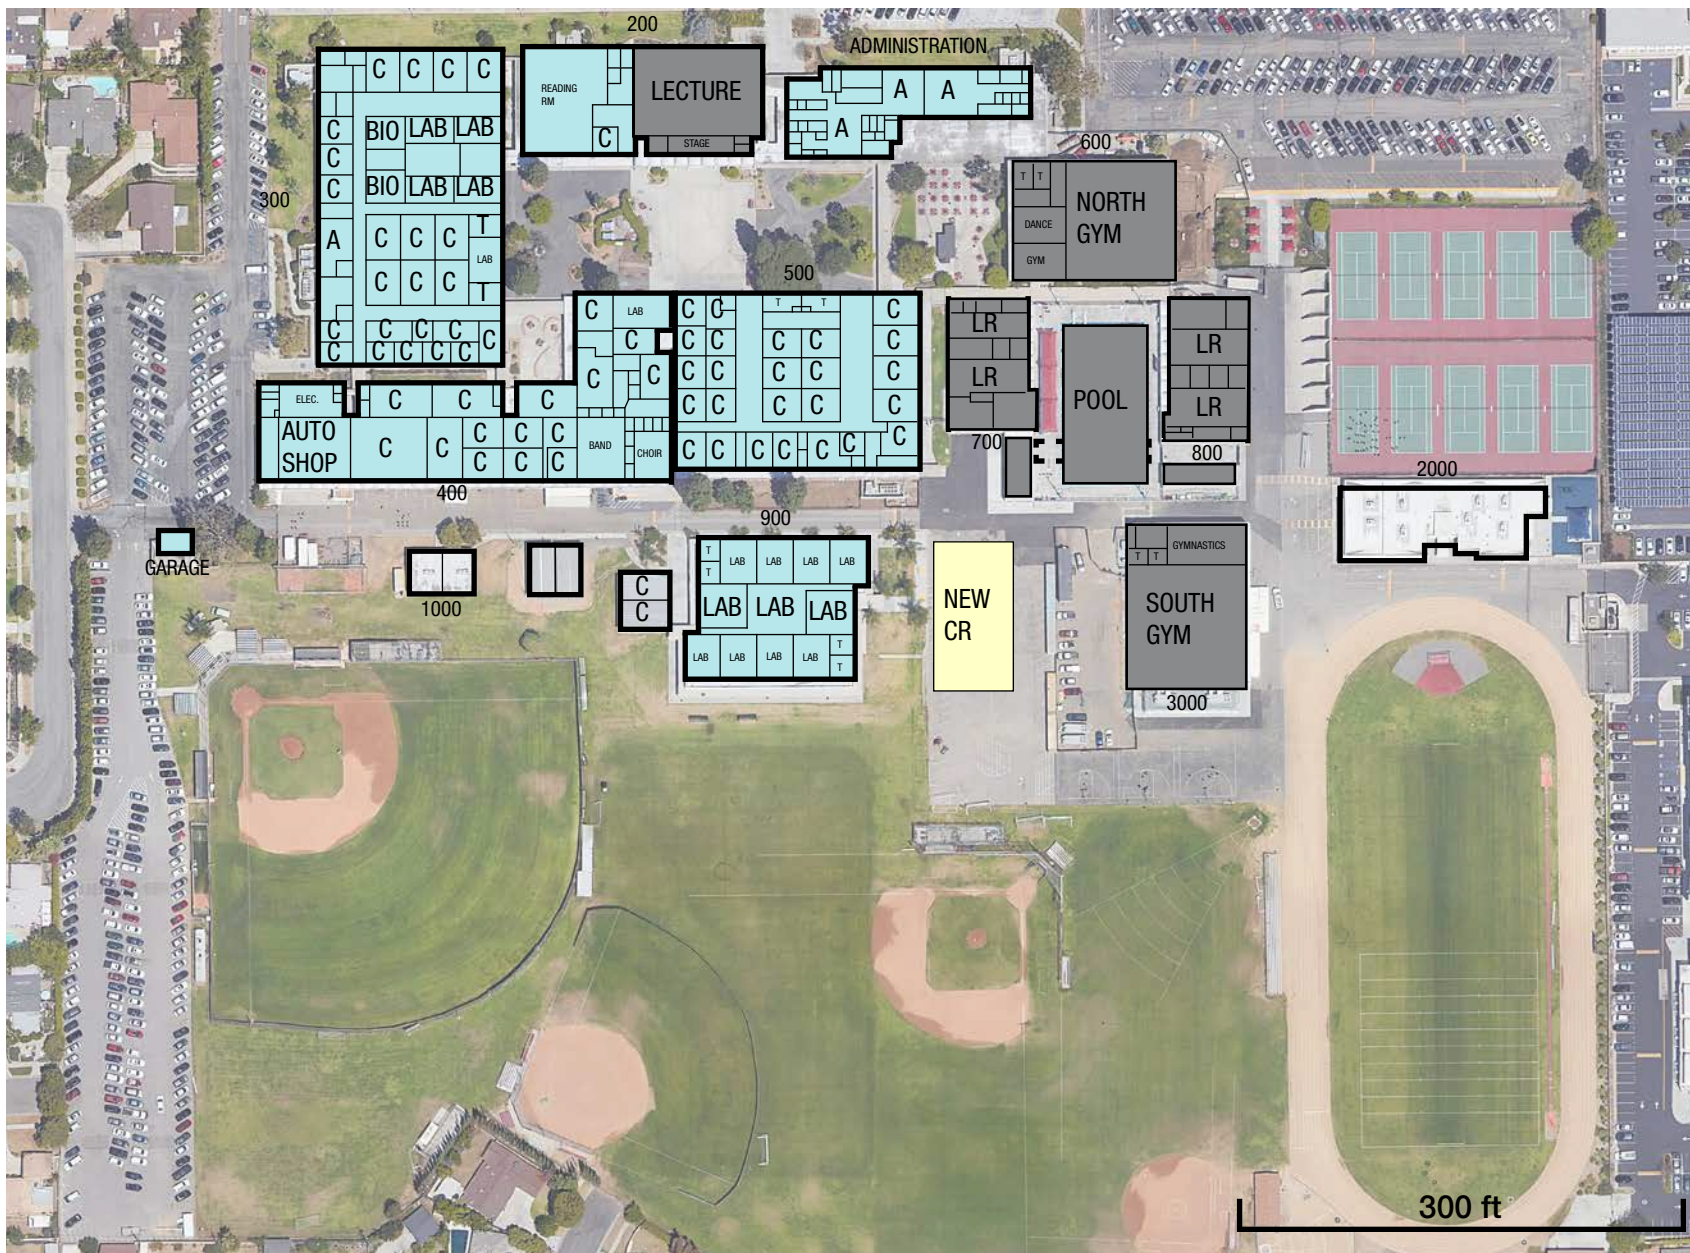 200
ADMINISTRATION
C C C C
READING
RM
LECTURE
A A
C
BIO LAB LAB
C
STAGE
A
C
600
C
BIO LAB LAB
300
T T
NORTH
GYM
DANCE
GYM
A
C C C
T
LAB
C C C
T
500
C
C
C C C C
C
C C C C
C
LAB
C
C
C
C C
T T
C
C C
C C
C
C C
C C
C
C C
C C
C
C C C C C C
C
LR
LR
700
POOL
LR
LR
800
2000
ELEC.
C
C
C
AUTO
SHOP
C
C
C C C
C C C
BAND
CHOIR
400
900
GARAGE
1000
C
C
T
T
LAB LAB LAB LAB
LAB LAB LAB
LAB LAB LAB LAB
T
T
NEW
CR
T T
GYMNASTICS
SOUTH
GYM
3000
300 ft